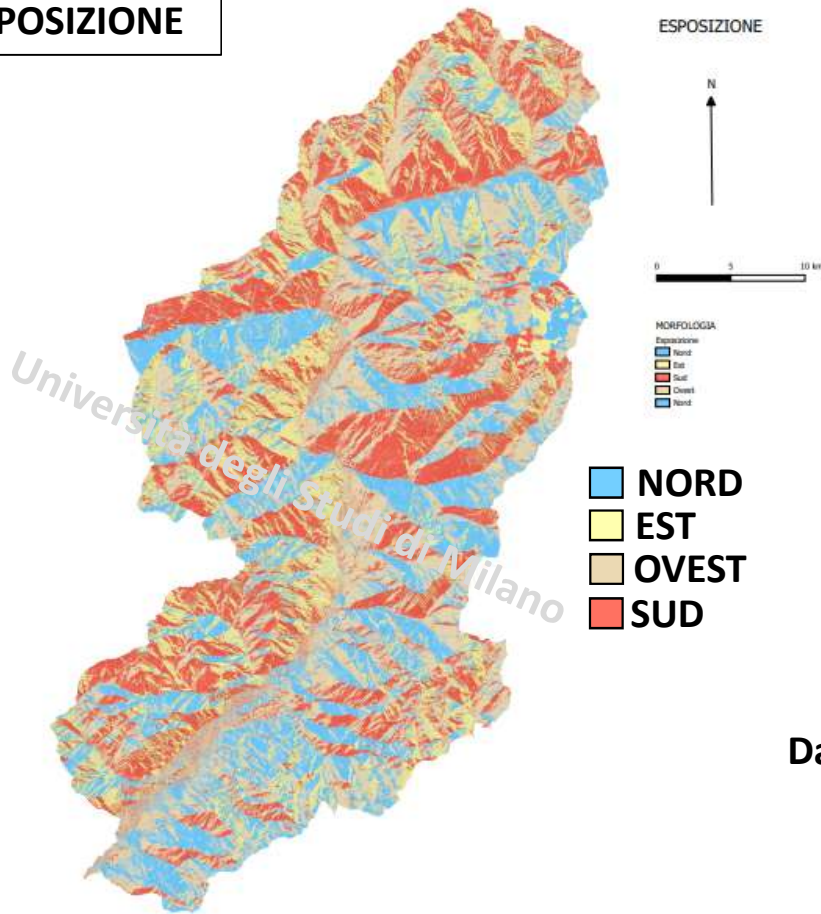 POSIZIONE
ESPOSIZIONE
N
0 5 10 km
MORFOLOGIA
Esposizione
Nord
Est
Sud
Ovest
Nord
NORD
EST
OVEST
SUD
Università degli Studi di Milano
Da